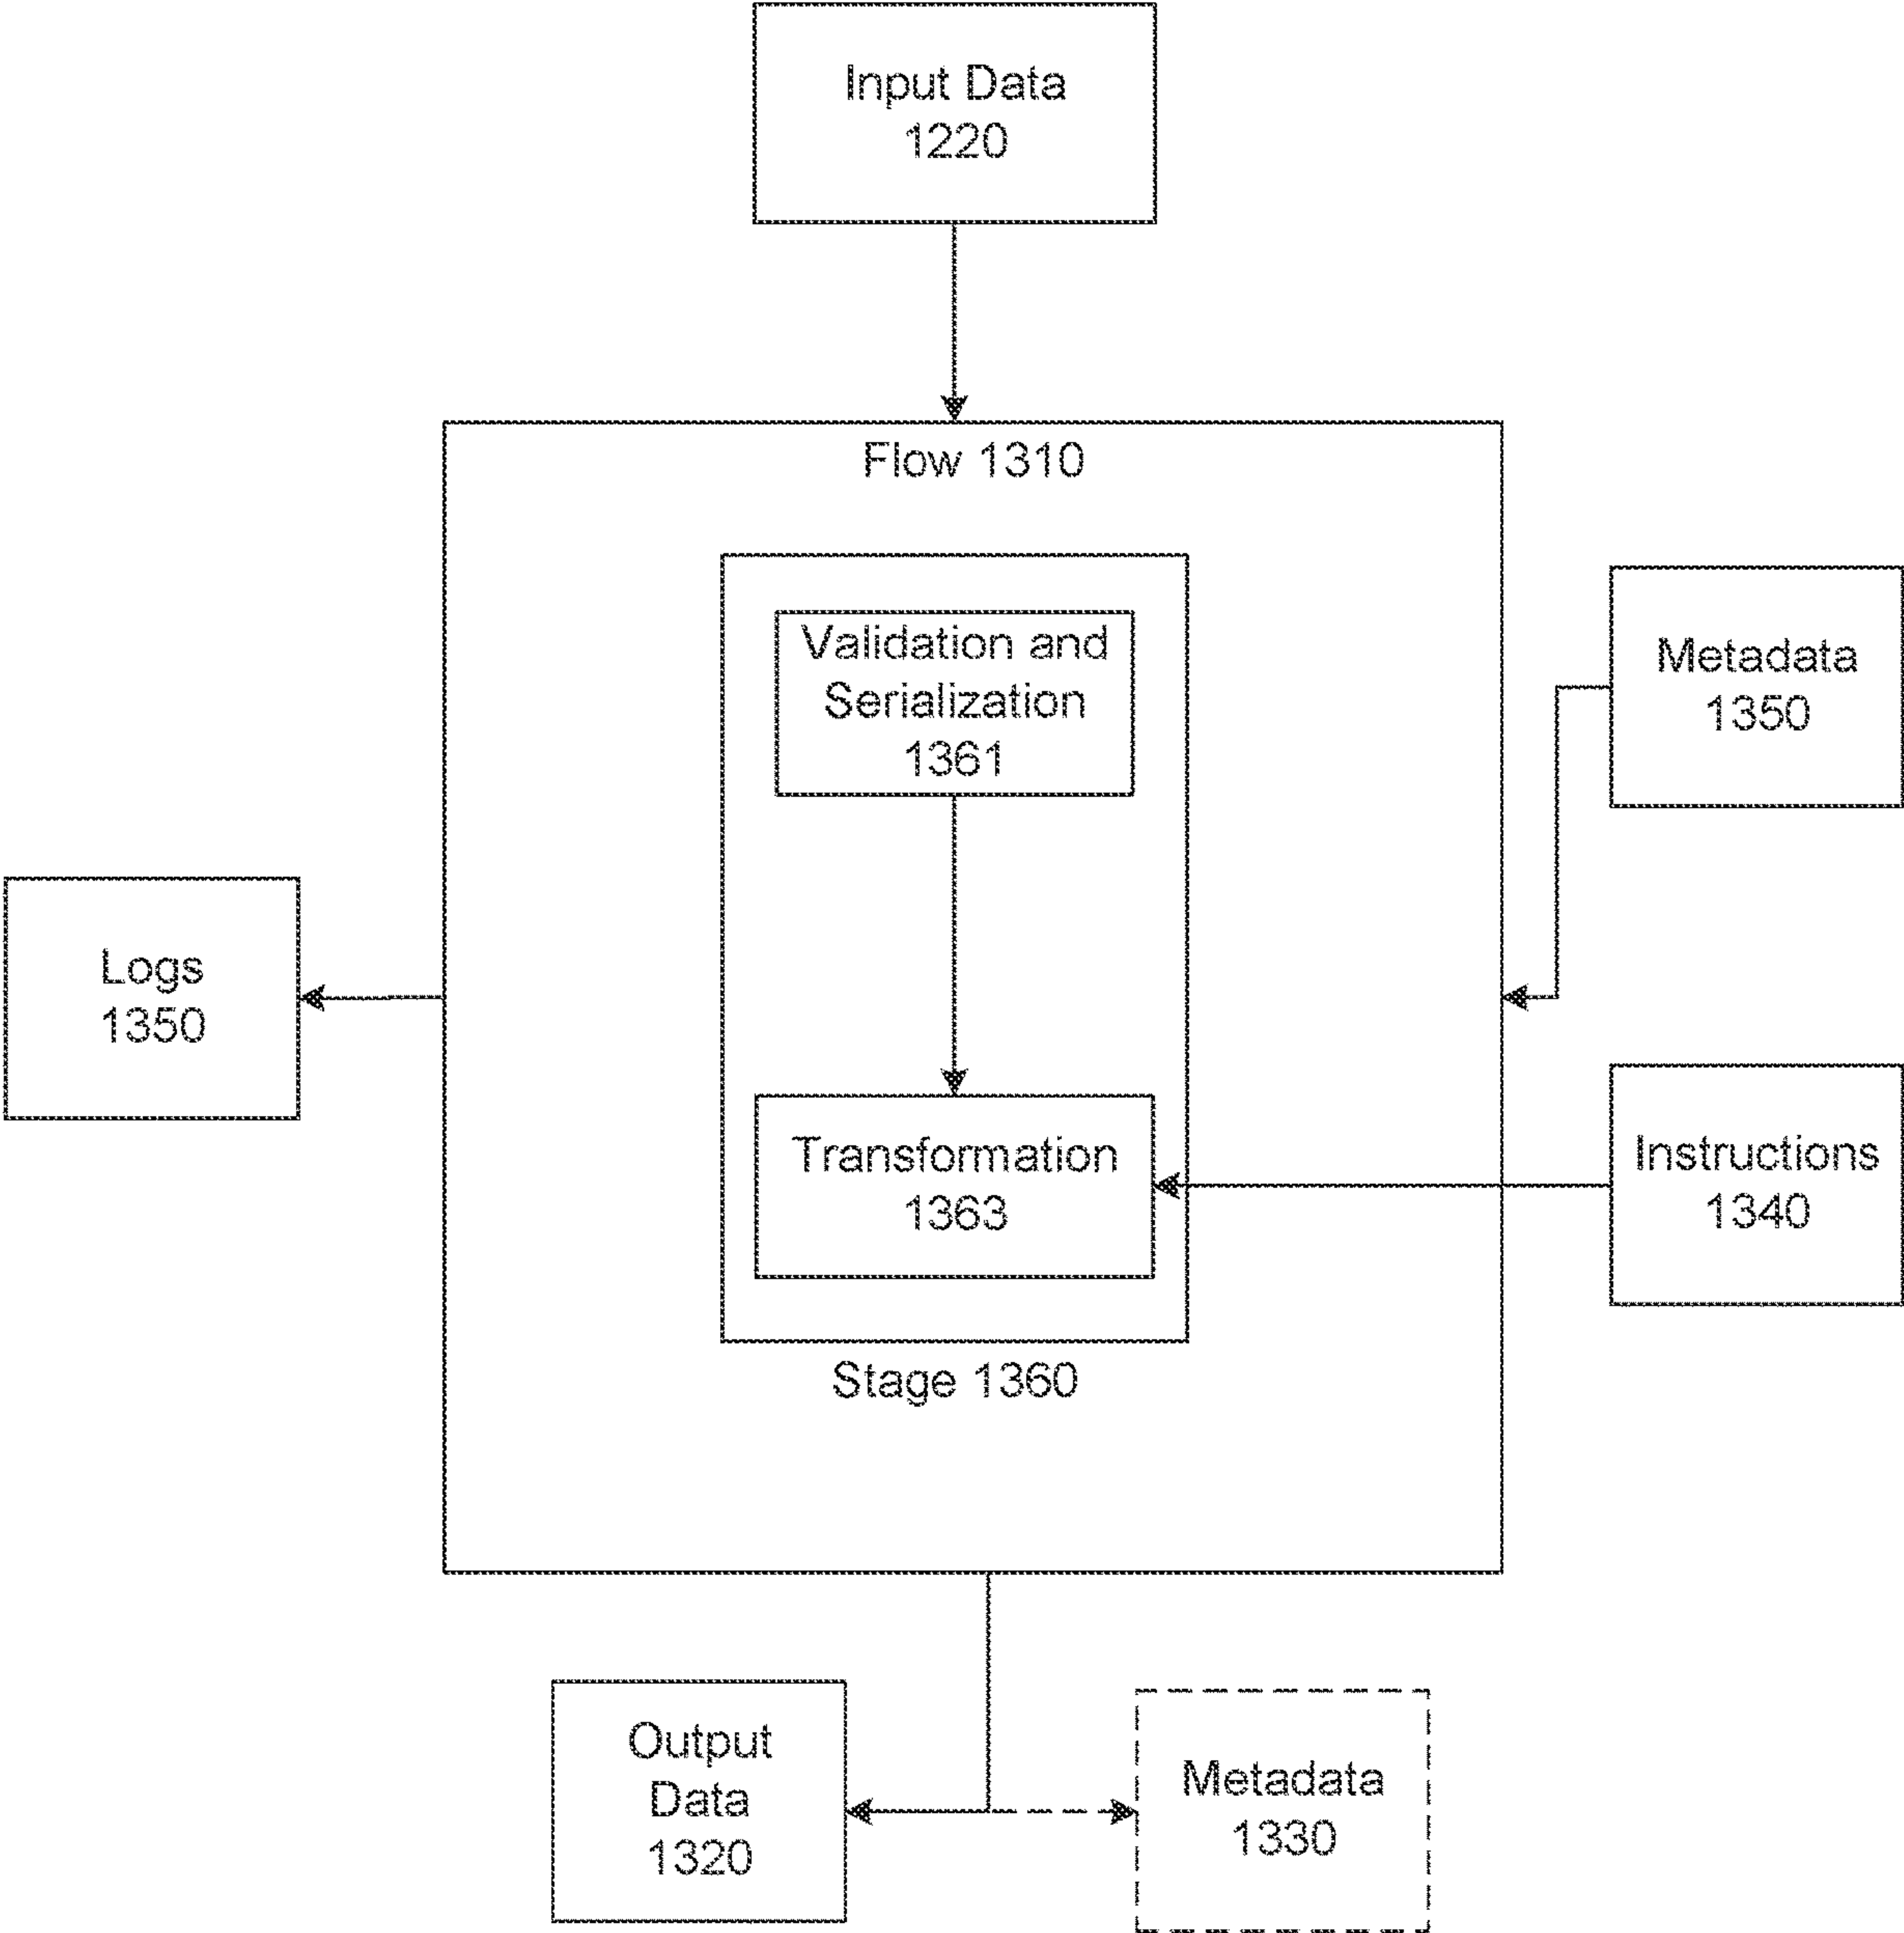 Input Data
1220
Flow 1310
Validation and
Serialization
1361
Metadata
1350
Logs
1350
Transformation
1363
Instructions
1340
Stage 1360
Output
Data
1320
Metadata
1330